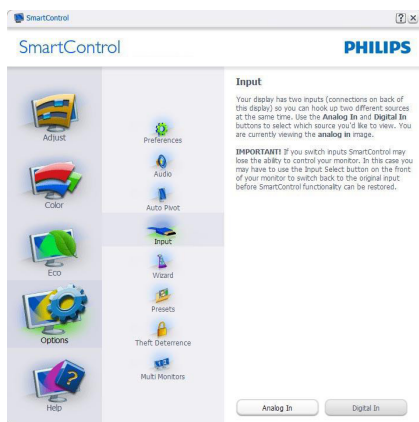 SmartControl
SmartControl
PHILIPS
Adjust
Color
Eco
Options
Help
Preferences
Audio
Auto Pivot
Input
Wizard
Presets
Theft Deterrence
Multi Monitors
Input
Your display has two inputs (connections on back of
this display) so you can hook up two different sources
at the same time. Use the Analog In and Digital In
buttons to select which source you'd like to view. You
are currently viewing the analog in image.
IMPORTANT! If you switch inputs SmartControl may
lose the ability to control your monitor. In this case you
may have to use the Input Select button on the front
of your monitor to switch back to the original input
before SmartControl functionality can be restored.
Analog In
Digital In